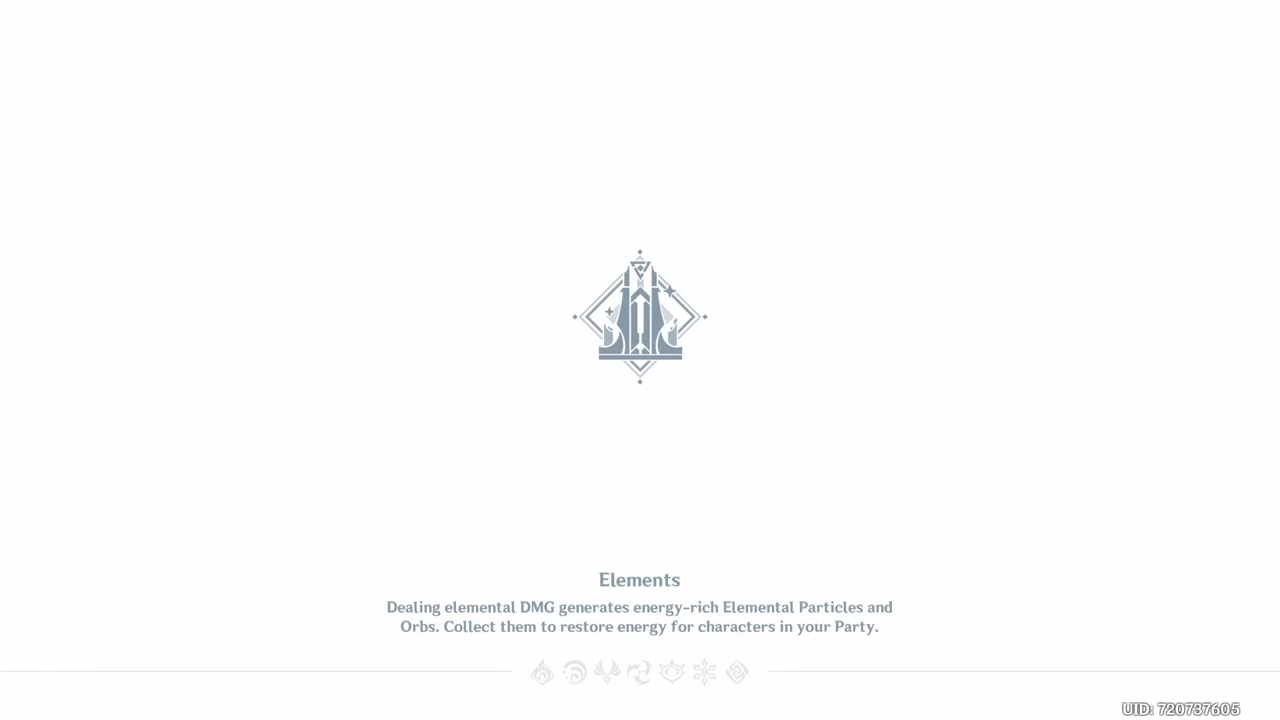 Elements
Dealing elemental DMG generates energy-rich Elemental Particles and
Orbs. Collect them to restore energy for characters in your Party.
UID: 720737605